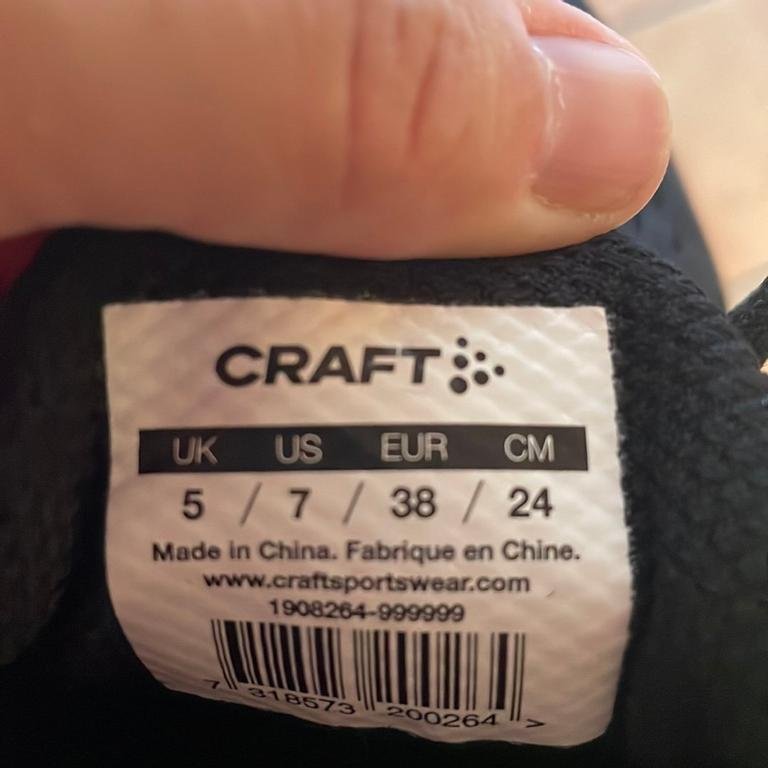 CRAFT
UK US EUR CM
5 / 7 / 38 / 24
Made in China. Fabrique en Chine.
www.craftsportswear.com
1908264-999999
7 318573 200264 >